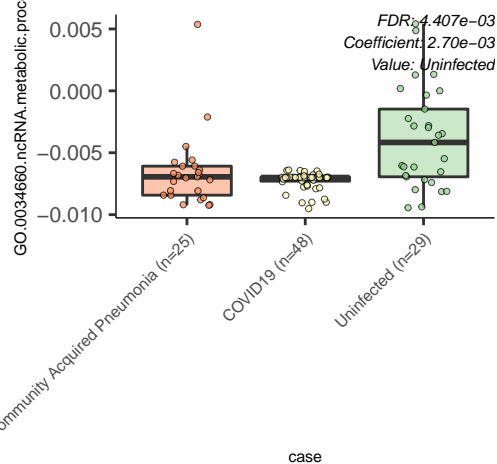 FDR: 4.407e−03
Coefficient: 2.70e−03
Value: Uninfected
GO.0034660.ncRNA.metabolic.proc
0.005
0.000
−0.005
−0.010
ommunity Acquired Pneumonia (n=25)
COVID19 (n=48)
Uninfected (n=29)
case